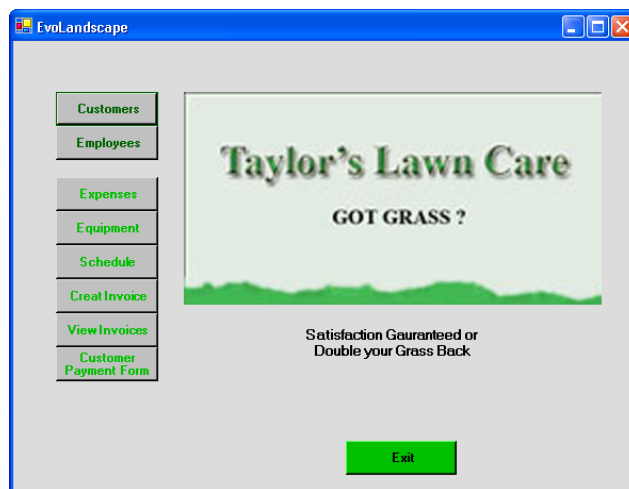 EvoLandscape
Customers
Employees
Expenses
Equipment
Schedule
Creat Invoice
View Invoices
Customer
Payment Form
Taylor's Lawn Care
GOT GRASS ?
Satisfaction Gauranteed or
Double your Grass Back
Exit